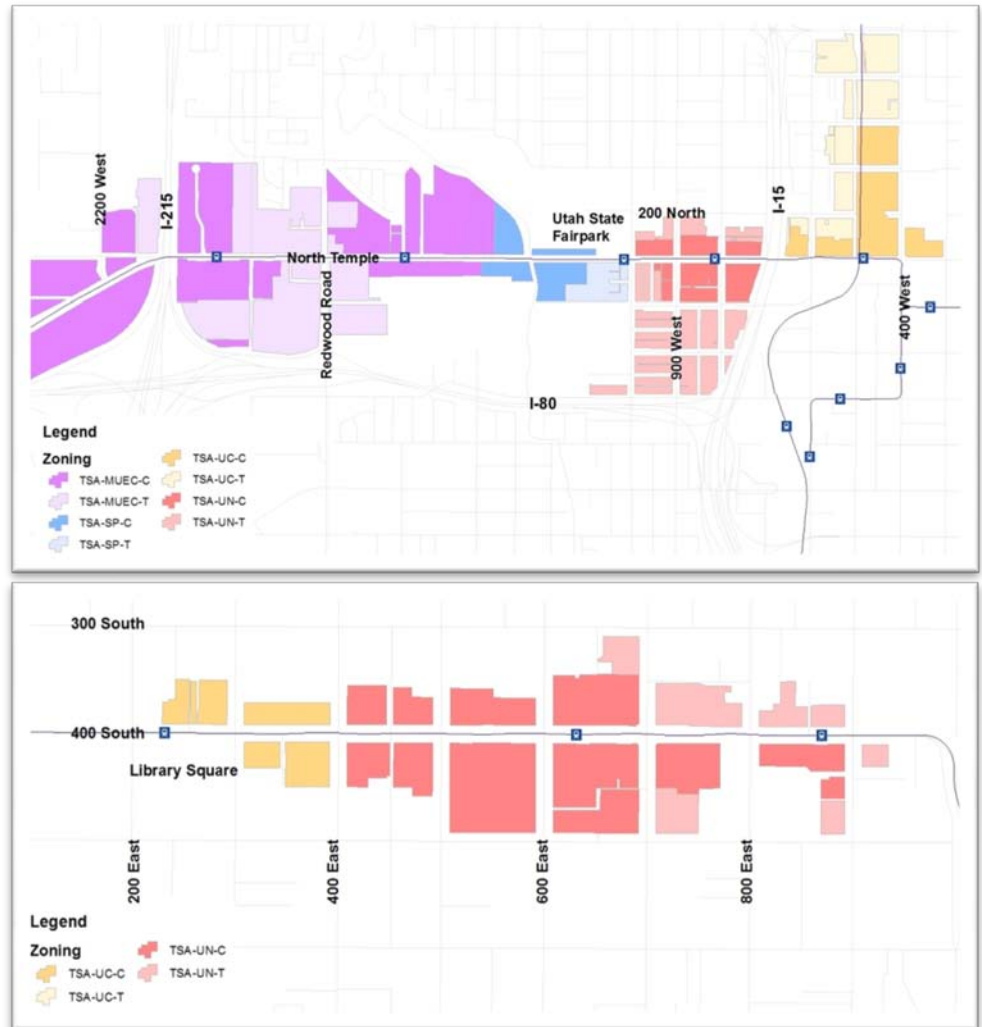 2200 West
I-215
North Temple
Redwood Road
Utah State
Fairpark
200 North
900 West
I-15
400 West
I-80
Legend
Zoning
TSA-MUEC-C
TSA-MUEC-T
TSA-SP-C
TSA-SP-T
TSA-UC-C
TSA-UC-T
TSA-UN-C
TSA-UN-T
300 South
400 South
Library Square
200 East
400 East
600 East
800 East
Legend
Zoning
TSA-UC-C
TSA-UC-T
TSA-UN-C
TSA-UN-T